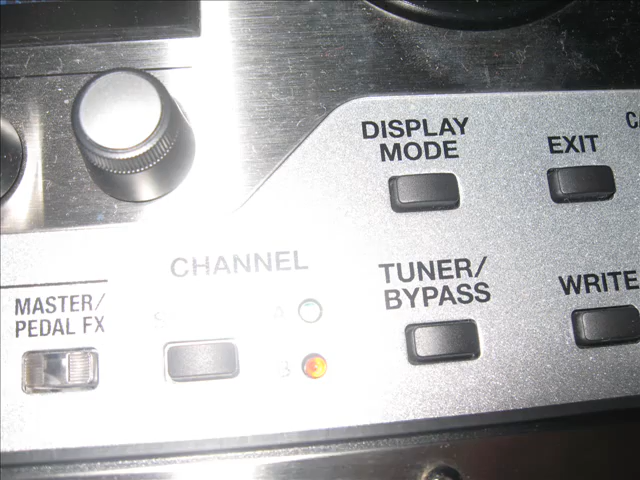 DISPLAY
MODE
EXIT
CHANNEL
TUNER/
BYPASS
WRITE
MASTER/
PEDAL FX
A
B